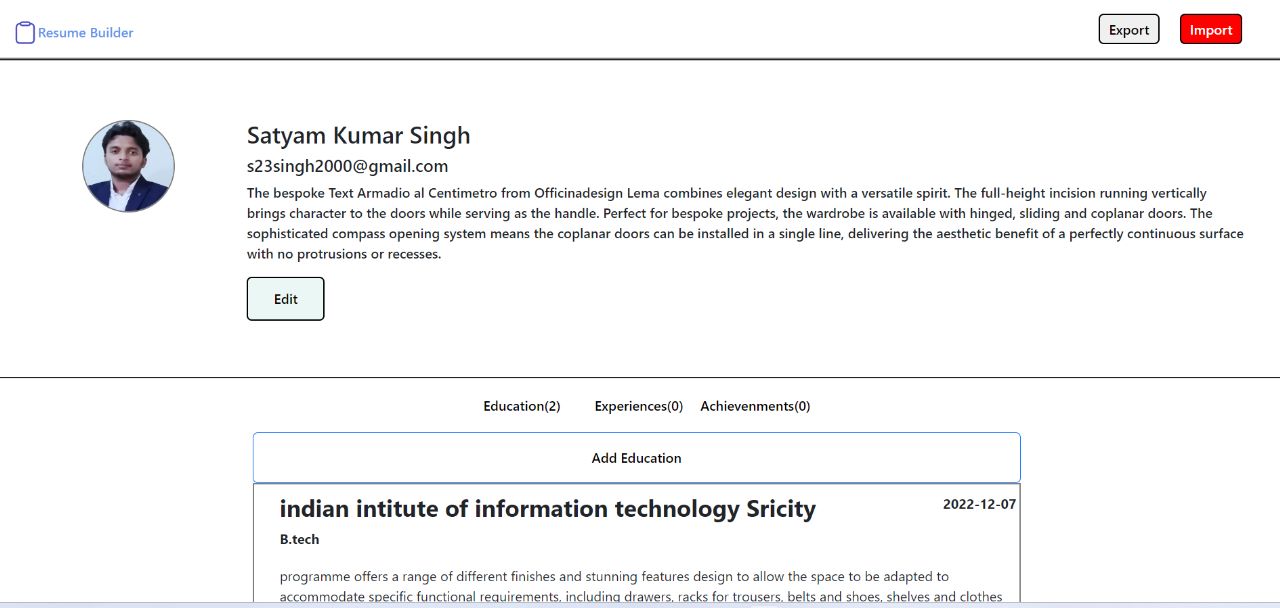 Resume Builder
Export
Import
Satyam Kumar Singh
s23singh2000@gmail.com
The bespoke Text Armadio al Centimetro from Officinadesign Lema combines elegant design with a versatile spirit. The full-height incision running vertically
brings character to the doors while serving as the handle. Perfect for bespoke projects, the wardrobe is available with hinged, sliding and coplanar doors. The
sophisticated compass opening system means the coplanar doors can be installed in a single line, delivering the aesthetic benefit of a perfectly continuous surface
with no protrusions or recesses.
Edit
Education(2) Experiences(0) Achievenments(0)
Add Education
indian intitute of information technology Sricity
2022-12-07
B.tech
programme offers a range of different finishes and stunning features design to allow the space to be adapted to
accommodate specific functional requirements, including drawers, racks for trousers, belts and shoes, shelves and clothes